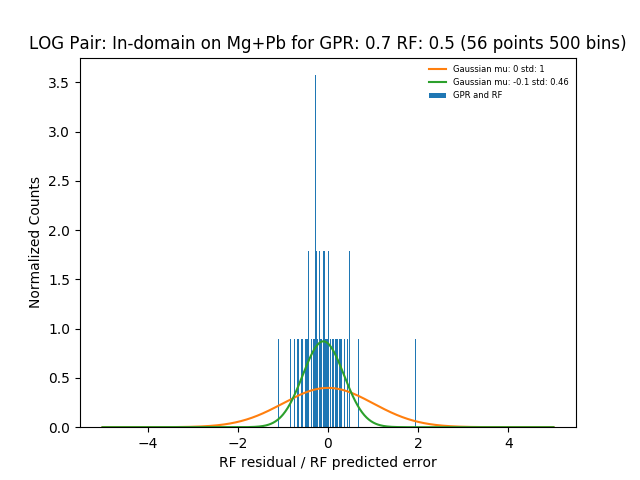 LOG Pair: In-domain on Mg+Pb for GPR: 0.7 RF: 0.5 (56 points 500 bins)
Gaussian mu: 0 std: 1
Gaussian mu: -0.1 std: 0.46
GPR and RF
Normalized Counts
3.5
3.0
2.5
2.0
1.5
1.0
0.5
0.0
−4 −2 0 2 4
RF residual / RF predicted error